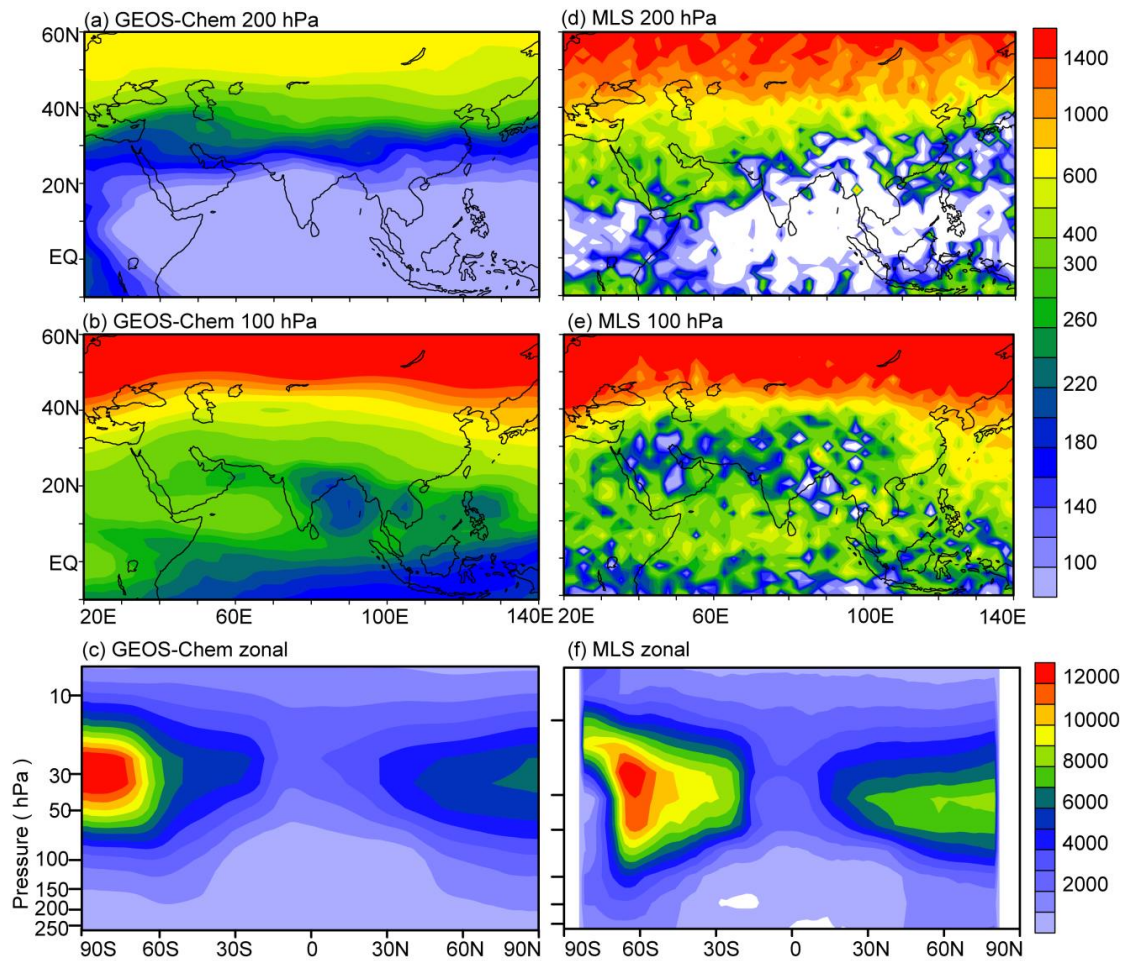 (a) GEOS-Chem 200 hPa
60N
40N
20N
EQ
(d) MLS 200 hPa
1400
1000
600
400
300
260
220
180
140
100
(b) GEOS-Chem 100 hPa
60N
40N
20N
EQ
20E
60E
100E
140E
(e) MLS 100 hPa
20E
60E
100E
140E
(c) GEOS-Chem zonal
Pressure ( hPa)
10
30
50
100
150
200
250
90S
60S
30S
0
30N
60N
90N
(f) MLS zonal
90S
60S
30S
0
30N
60N
90N
12000
10000
8000
6000
4000
2000